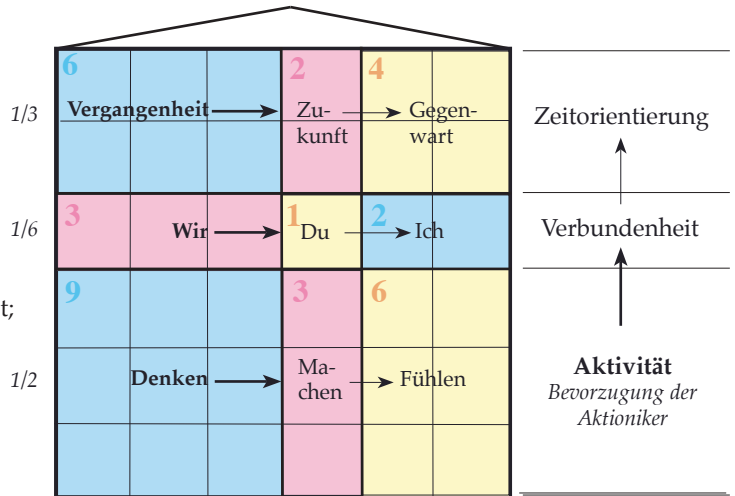 6 2 4
1/3 Vergangenheit Zu- Gegen- Zeitorientierung
kunft wart
3 1 2
1/6 Wir Du Ich Verbundenheit
9 3 6
t;
1/2 Denken Ma- Fühlen Aktivität
chen Bevorzugung der
Aktioniker